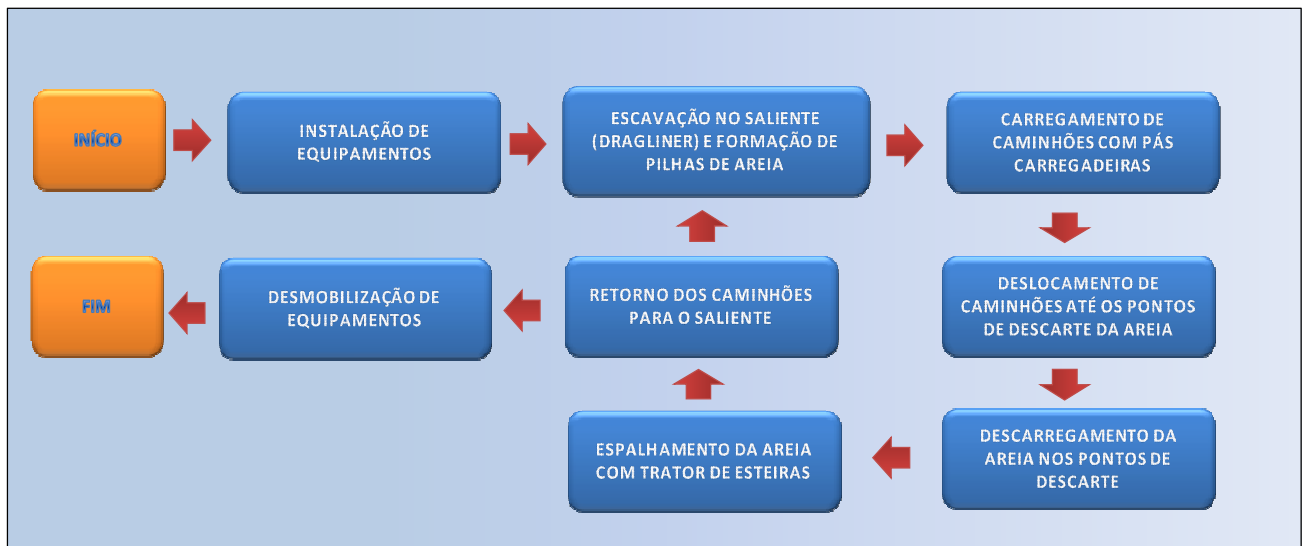 INÍCIO
INSTALAÇÃO DE
EQUIPAMENTOS
ESCAVAÇÃO NO SALIENTE
(DRAGLINER) E FORMAÇÃO DE
PILHAS DE AREIA
CARREGAMENTO DE
CAMINHÕES COM PÁS
CARREGADEIRAS
DESLOCAMENTO DE
CAMINHÕES ATÉ OS PONTOS
DE DESCARTE DA AREIA
DESCARREGAMENTO DA
AREIA NOS PONTOS DE
DESCARTE
ESPALHAMENTO DA AREIA
COM TRATOR DE ESTEIRAS
RETORNO DOS CAMINHÕES
PARA O SALIENTE
DESMOBILIZAÇÃO DE
EQUIPAMENTOS
FIM